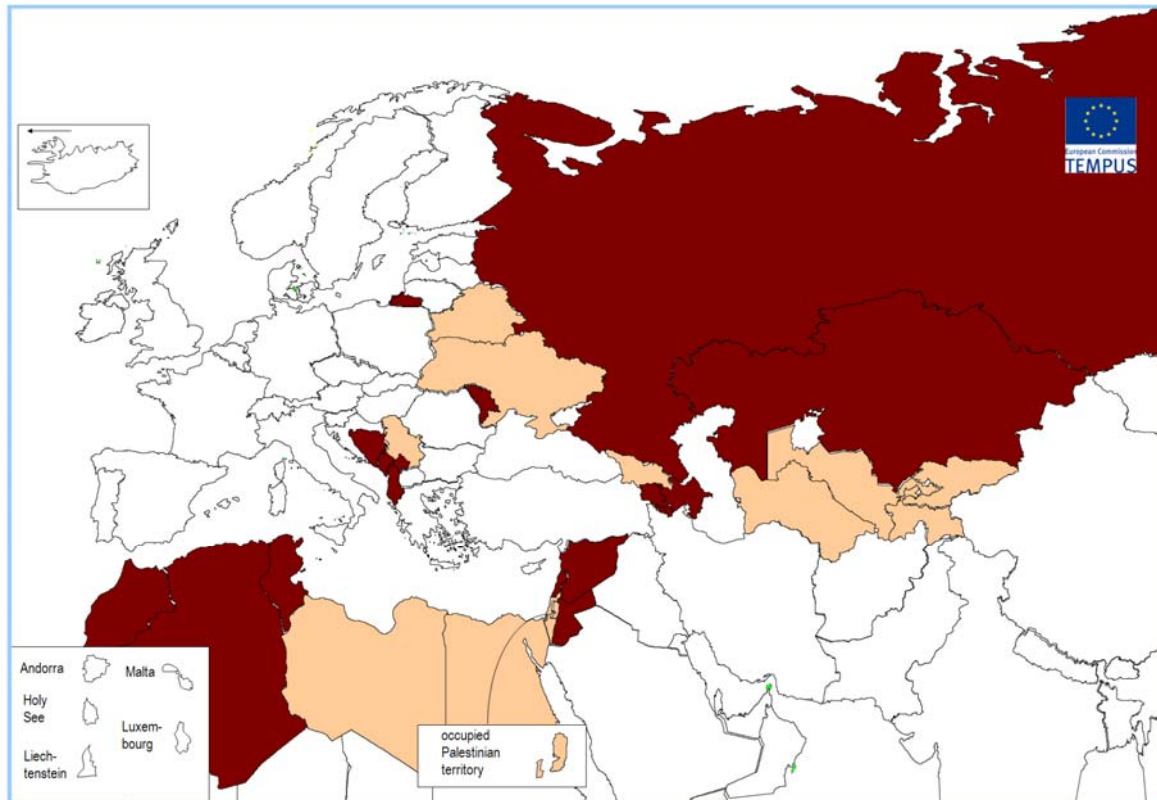 European Commission
TEMPUS
Andorra
Malta
Holy
See
Luxem-
bourg
Liech-
tenstein
occupied
Palestinian
territory